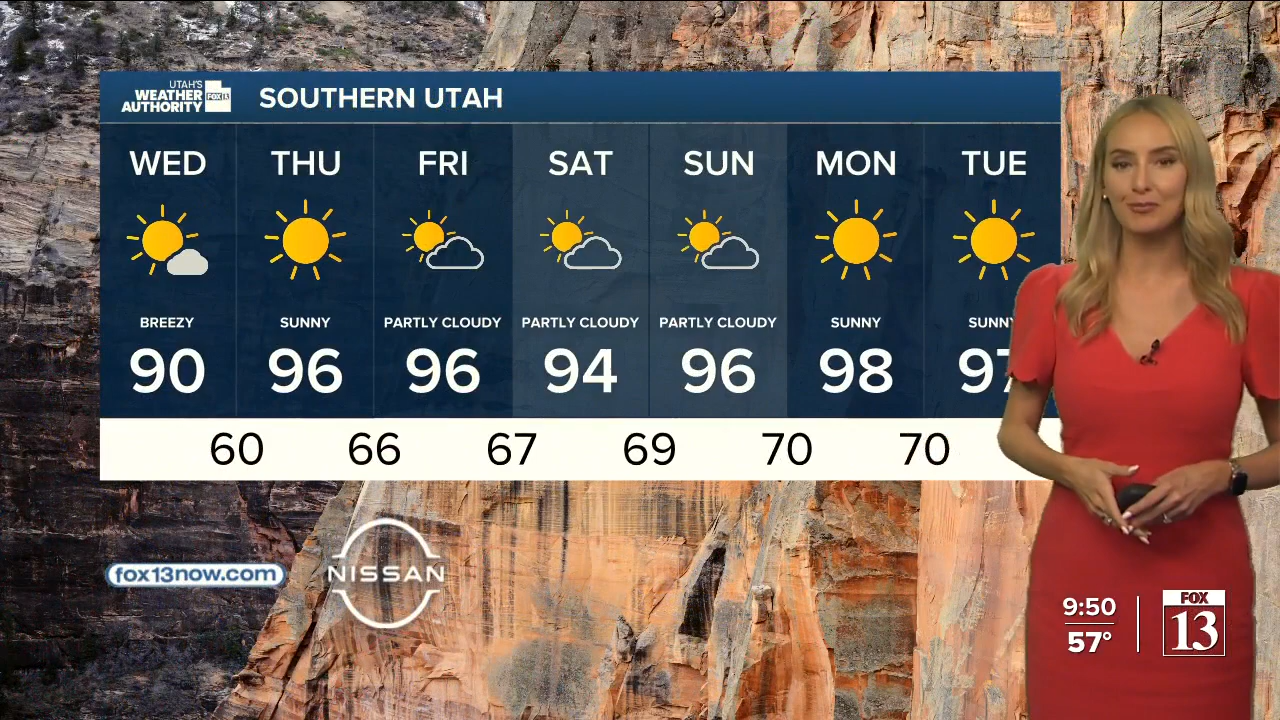 UTAH'S
WEATHER
AUTHORITY
FOX 13
SOUTHERN UTAH
WED THU FRI SAT SUN MON TUE
BREEZY SUNNY PARTLY CLOUDY PARTLY CLOUDY PARTLY CLOUDY SUNNY SUNNY
90 96 96 94 96 98 97
60 66 67 69 70 70
fox13now.com
NISSAN
9:50
57°
FOX
13